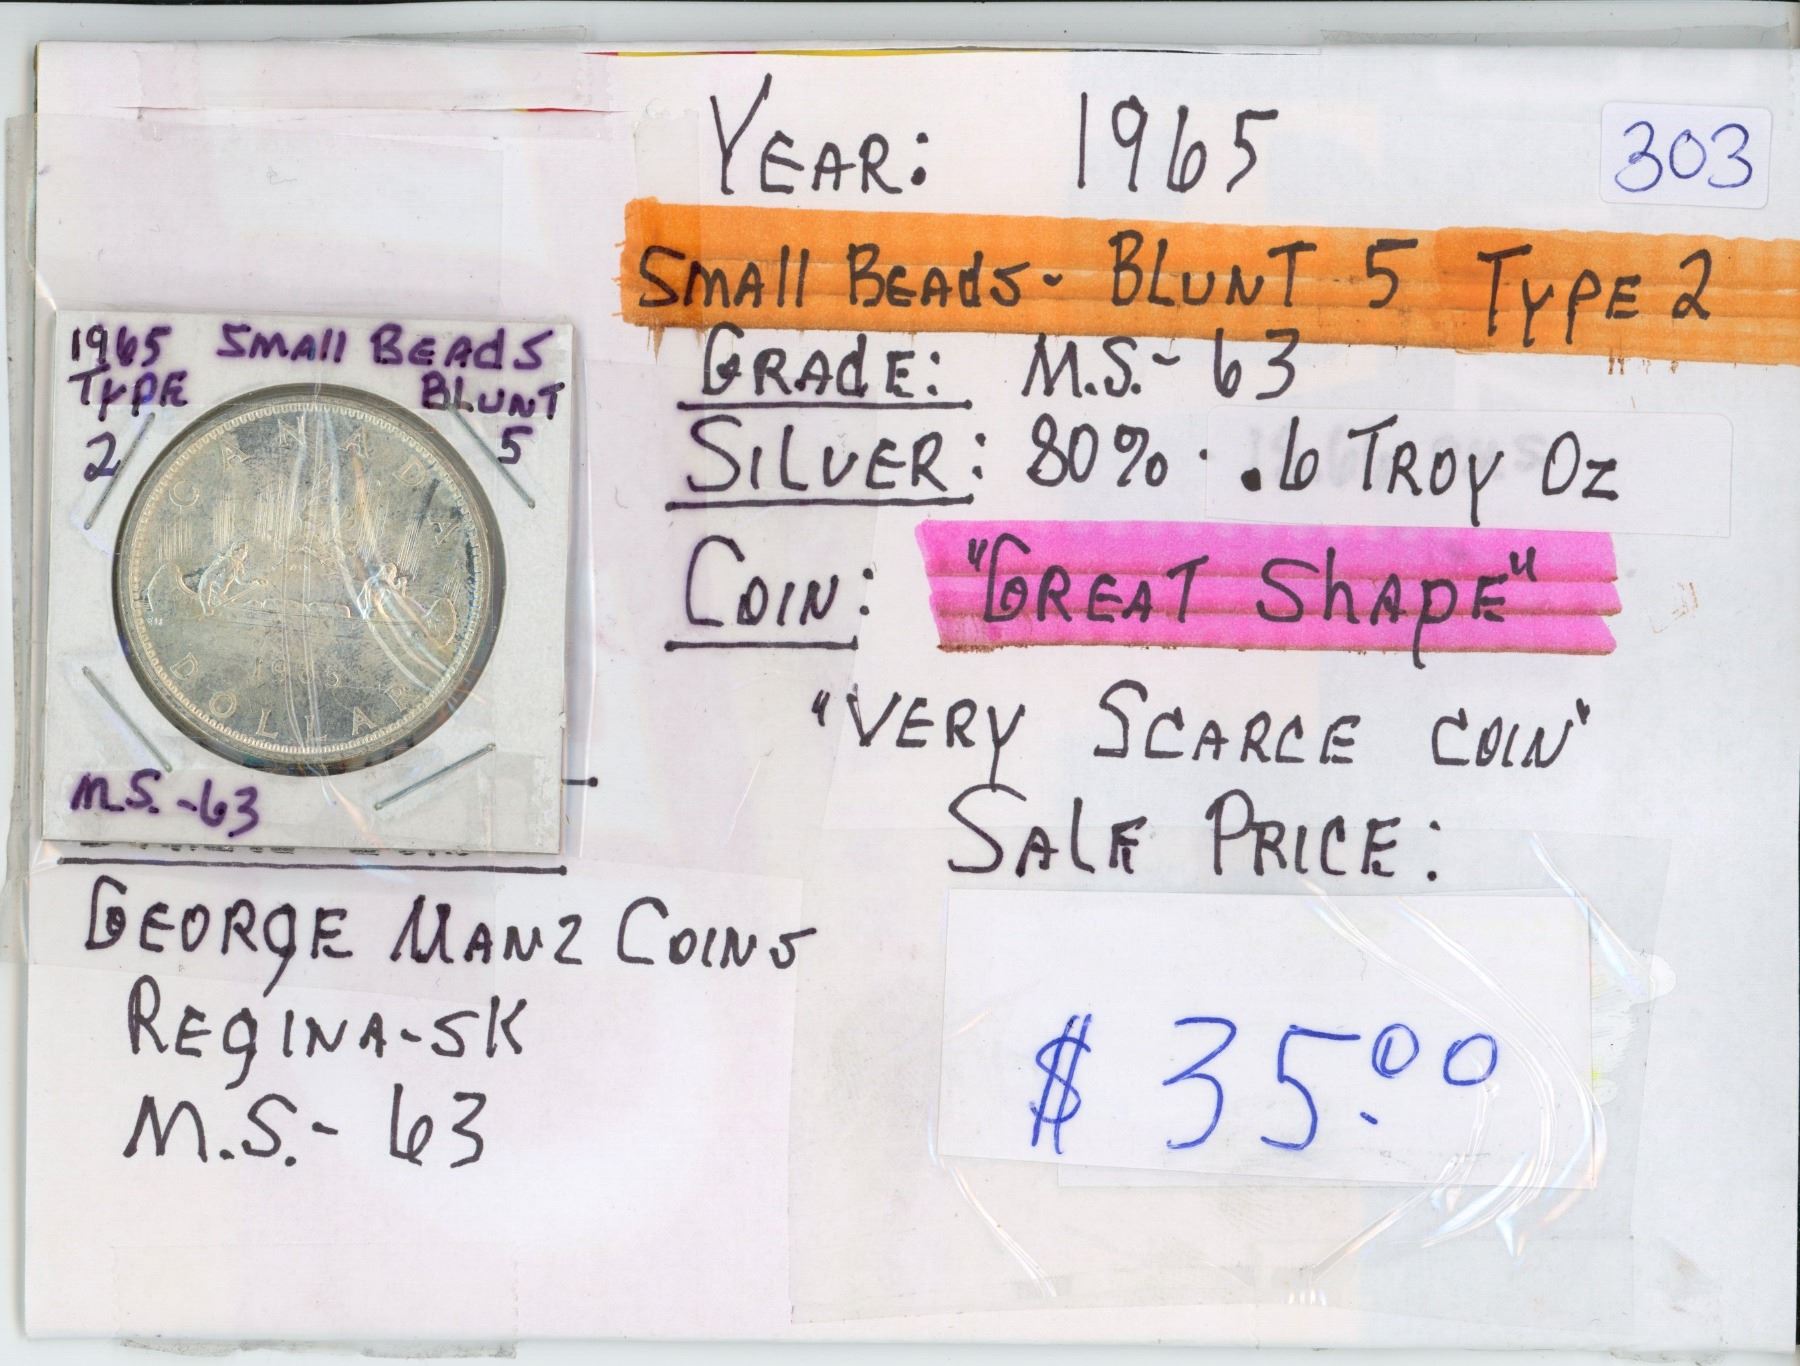 YEAR: 1965
303
SMAll BEAdS - BLUNT 5 TYPE 2
GRAdE: M.S.- 63
SILVER: 80% . .6 TROY Oz
COIN: "GREAT ShAPE"
"VERY SCARCE COIN"
SALE PRICE:
$ 35.00
1965 SMAll BEAdS
TYPE BLUNT
2 5
CANADA
1965
DOLLAR
M.S. -63
GEORGE MANZ COINS
REGINA-SK
M.S.- 63